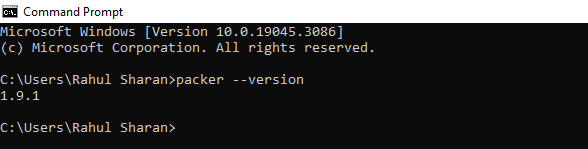 Command Prompt
Microsoft Windows [Version 10.0.19045.3086]
(c) Microsoft Corporation. All rights reserved.
C:\Users\Rahul Sharan>packer --version
1.9.1
C:\Users\Rahul Sharan>